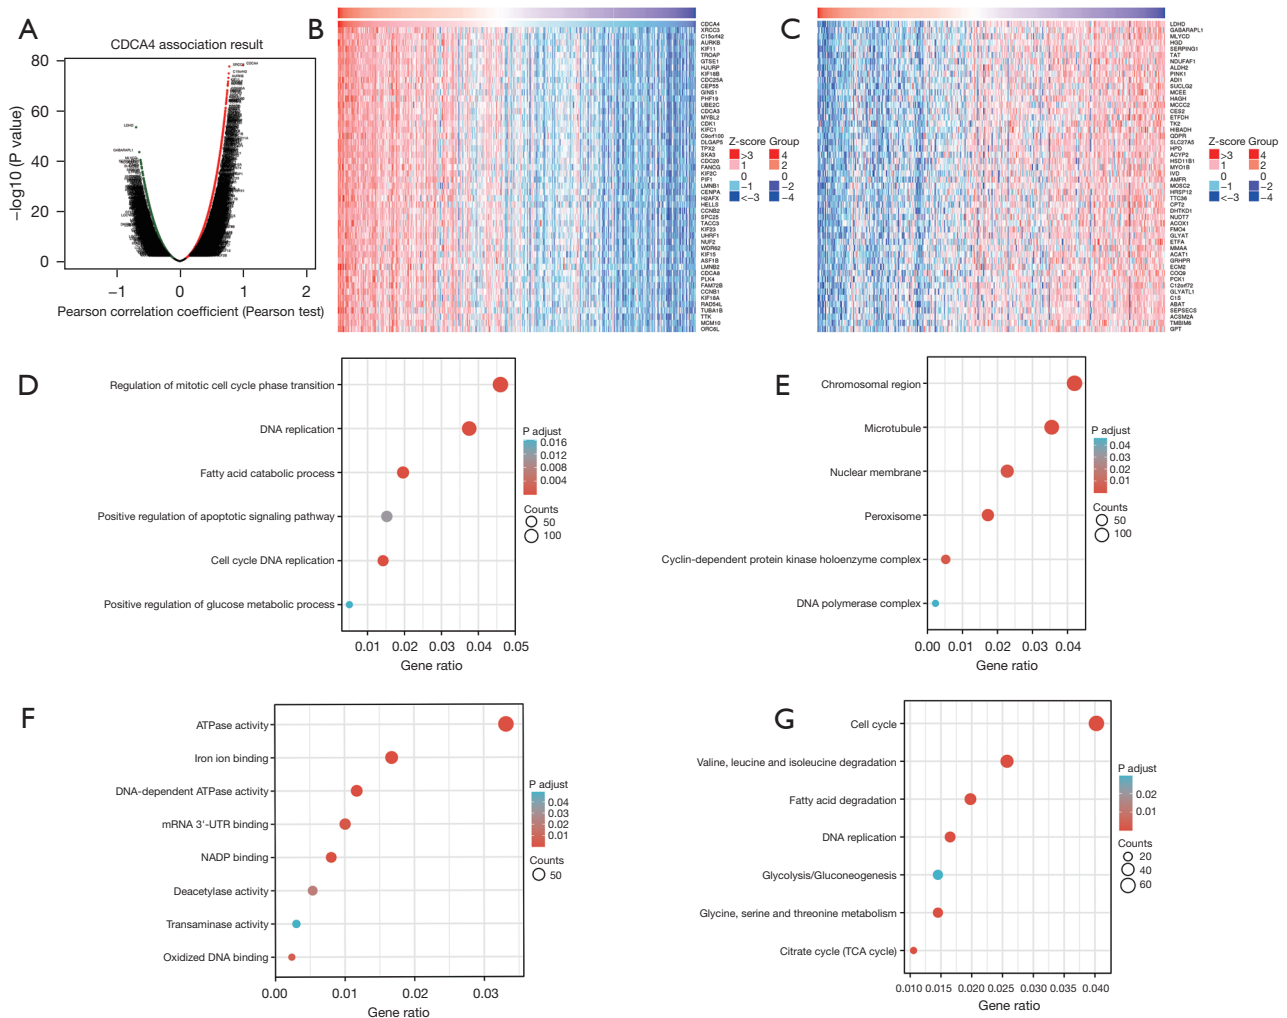 A
CDCA4 association result
−log10 (P value)
80
60
40
20
0
−1
0
1
2
Pearson correlation coefficient (Pearson test)
CDCA4
LDHD
GABARAPL1
B
CDCA4
XRCC3
C15orf42
AURKB
KIF11
TROAP
GTSE1
HJURP
KIF18B
CDC25A
CEP55
GINS1
PHF19
UBE2C
CDCA3
MYBL2
CDK1
KIFC1
C9orf100
DLGAP5
TPX2
SKA3
CDC20
FANCG
KIF2C
PIF1
LMNB1
CENPA
H2AFX
HELLS
CCNB2
SPC25
TACC3
KIF23
UHRF1
NUF2
WDR62
KIF15
ASF1B
LMNB2
CDCA8
PLK4
FAM72B
CCNB1
KIF18A
RAD54L
TUBA1B
TTK
MCM10
ORC6L
Z-score Group
>3 4
1 2
0 0
−1 −2
<−3 −4
C
LDHD
GABARAPL1
MLYCD
HGD
SERPING1
TAT
NDUFAF1
ALDH2
PINK1
ADI1
SUCLG2
MCEE
HAGH
MCCC2
CES2
ETFDH
TK2
HIBADH
QDPR
SLC27A5
HPD
ACYP2
HSD11B1
MYO1B
IVD
AMFR
MOSC2
HRSP12
TTC36
CPT2
DHTKD1
NUDT7
ACOX1
FMO4
GLYAT
ETFA
MMAA
ACAT1
GRHPR
ECM2
COQ9
PCK1
C12orf72
GLYATL1
C1S
ABAT
SEPSECS
ACSM2A
TMBIM6
GPT
Z-score Group
>3 4
1 2
0 0
−1 −2
<−3 −4
D
Regulation of mitotic cell cycle phase transition
DNA replication
Fatty acid catabolic process
Positive regulation of apoptotic signaling pathway
Cell cycle DNA replication
Positive regulation of glucose metabolic process
0.01 0.02 0.03 0.04 0.05
Gene ratio
P adjust
0.016
0.012
0.008
0.004
Counts
50
100
E
Chromosomal region
Microtubule
Nuclear membrane
Peroxisome
Cyclin-dependent protein kinase holoenzyme complex
DNA polymerase complex
0.00 0.01 0.02 0.03 0.04
Gene ratio
P adjust
0.04
0.03
0.02
0.01
Counts
50
100
F
ATPase activity
Iron ion binding
DNA-dependent ATPase activity
mRNA 3'-UTR binding
NADP binding
Deacetylase activity
Transaminase activity
Oxidized DNA binding
0.00 0.01 0.02 0.03
Gene ratio
P adjust
0.04
0.03
0.02
0.01
Counts
50
G
Cell cycle
Valine, leucine and isoleucine degradation
Fatty acid degradation
DNA replication
Glycolysis/Gluconeogenesis
Glycine, serine and threonine metabolism
Citrate cycle (TCA cycle)
0.010 0.015 0.020 0.025 0.030 0.035 0.040
Gene ratio
P adjust
0.02
0.01
Counts
20
40
60